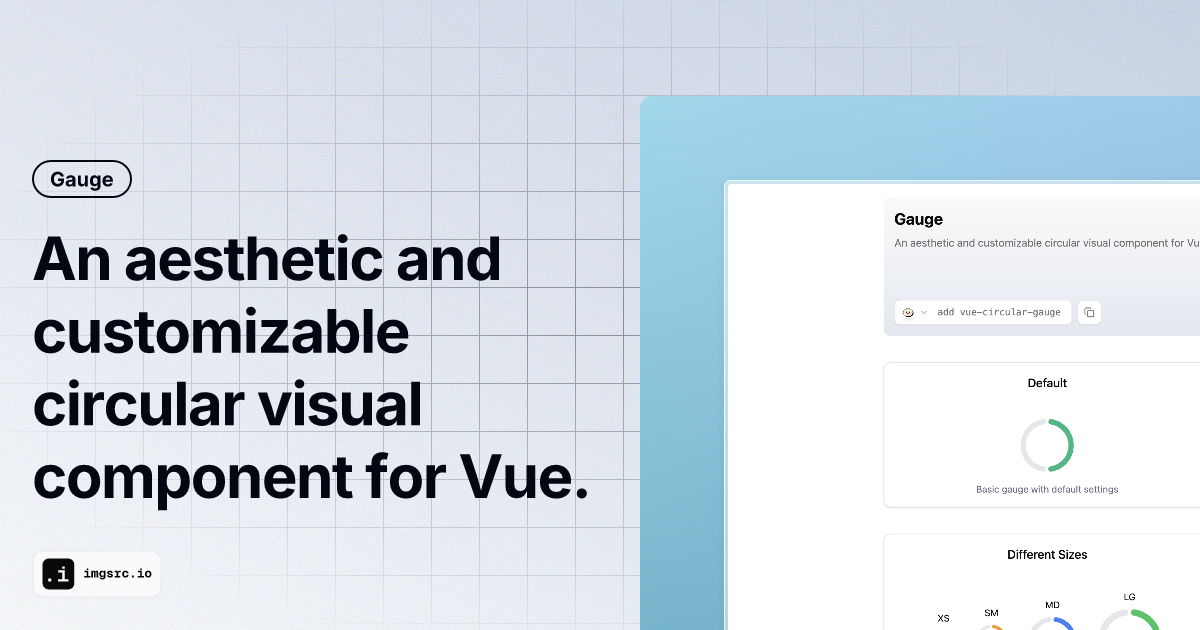 Gauge
An aesthetic and
customizable
circular visual
component for Vue.
.i imgsrc.io
Gauge
An aesthetic and customizable circular visual component for Vu
add vue-circular-gauge
Default
Basic gauge with default settings
Different Sizes
XS SM MD LG